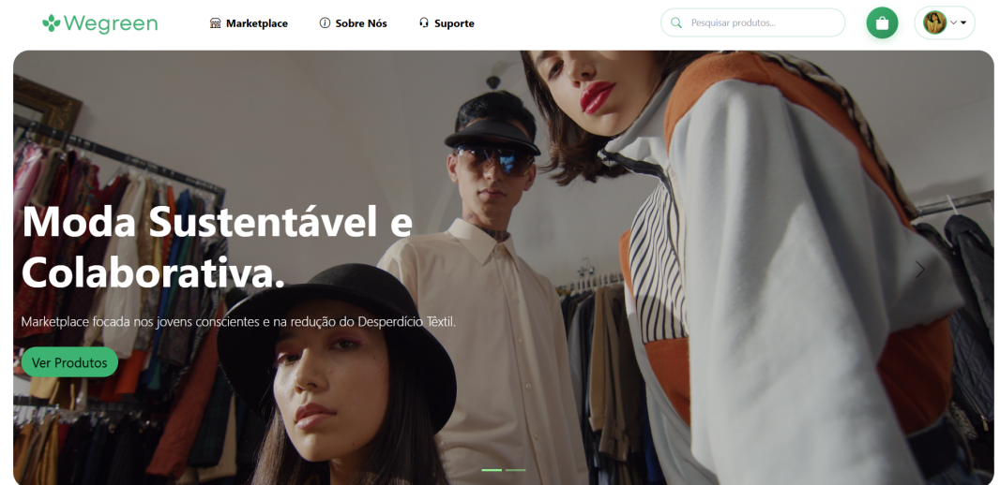 Wegreen
Marketplace
Sobre Nós
Suporte
Pesquisar produtos...
Moda Sustentável e
Colaborativa.
Marketplace focada nos jovens conscientes e na redução do Desperdício Têxtil.
Ver Produtos